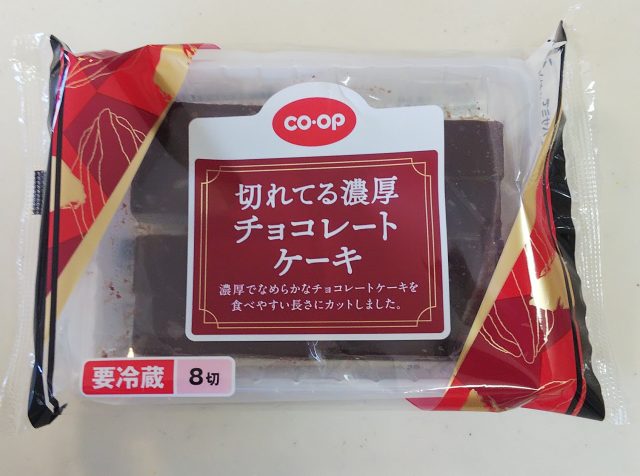 CO·OP
切れてる濃厚
チョコレート
ケーキ
濃厚でなめらかなチョコレートケーキを
食べやすい長さにカットしました。
要冷蔵 8切